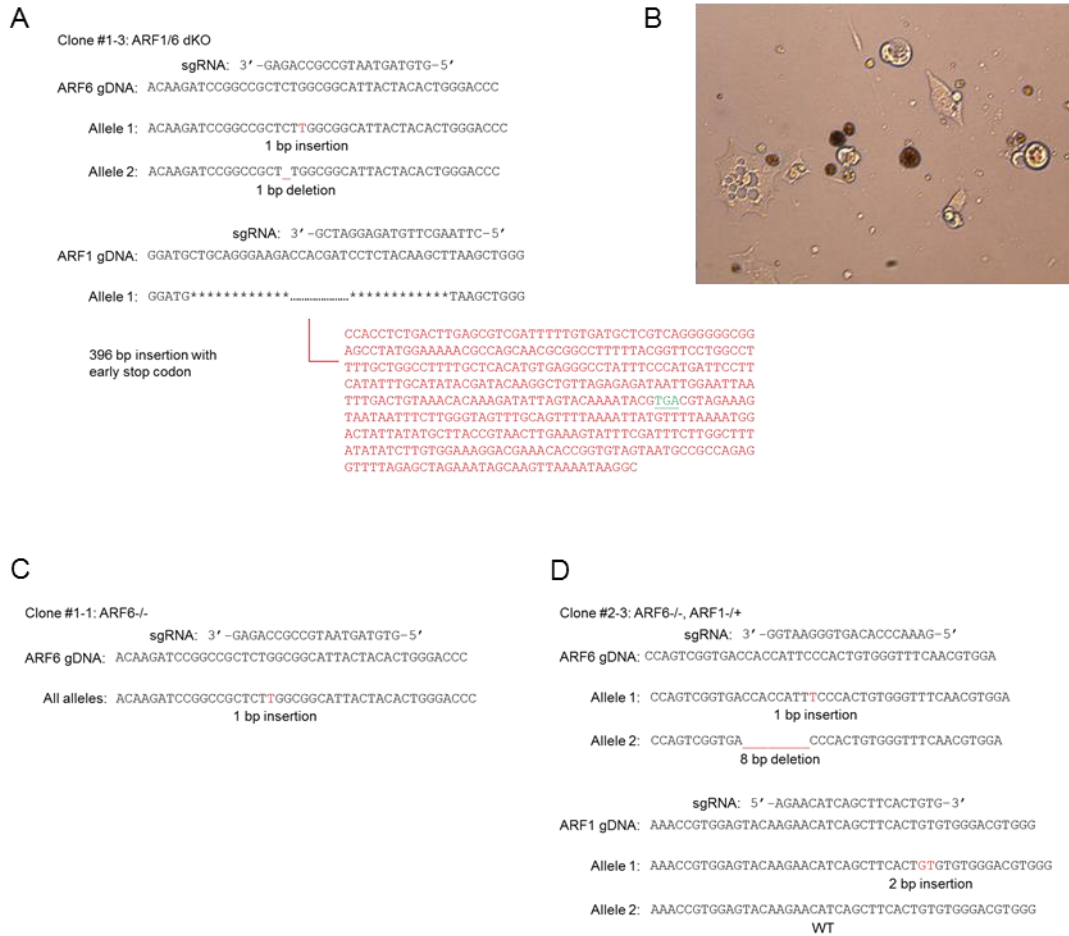 A
Clone #1-3: ARF1/6 dKO
sgRNA: 3′-GAGACCGCCGTAATGATGTG-5′
ARF6 gDNA: ACAAGATCCGGCCGCTCTGGCGGCATTACTACACTGGGACCC
Allele 1: ACAAGATCCGGCCGCTCTTGGCGGCATTACTACACTGGGACCC
1 bp insertion
Allele 2: ACAAGATCCGGCCGCT_TGGCGGCATTACTACACTGGGACCC
1 bp deletion
sgRNA: 3′-GCTAGGAGATGTTCGAATTC-5′
ARF1 gDNA: GGATGCTGCAGGGAAGACCACGATCCTCTACAAGCTTAAGCTGGG
Allele 1: GGATG************……………………************TAAGCTGGG
396 bp insertion with
early stop codon
CCACCTCTGACTTGAGCGTCGATTTTTGTGATGCTCGTCAGGGGGGCGG
AGCCTATGGAAAAACGCCAGCAACGCGGCCTTTTTACGGTTCCTGGCCT
TTTGCTGGCCTTTTGCTCACATGTGAGGGCCTATTTCCCATGATTCCTT
CATATTTGCATATACGATACAAGGCTGTTAGAGAGATAATTGGAATTAA
TTTGACTGTAAACACAAAGATATTAGTACAAAATACGTGACGTAGAAAG
TAATAATTTCTTGGGTAGTTTGCAGTTTTAAAATTATGTTTTAAAATGG
ACTATTATATGCTTACCGTAACTTGAAAGTATTTCGATTTCTTGGCTTT
ATATATCTTGTGGAAAGGACGAAACACCGGTGTAGTAATGCCGCCAGAG
GTTTTAGAGCTAGAAATAGCAAGTTAAAATAAGGC
B
C
Clone #1-1: ARF6-/-
sgRNA: 3′-GAGACCGCCGTAATGATGTG-5′
ARF6 gDNA: ACAAGATCCGGCCGCTCTGGCGGCATTACTACACTGGGACCC
All alleles: ACAAGATCCGGCCGCTCTTGGCGGCATTACTACACTGGGACCC
1 bp insertion
D
Clone #2-3: ARF6-/-, ARF1-/+
sgRNA: 3′-GGTAAGGGTGACACCCAAAG-5′
ARF6 gDNA: CCAGTCGGTGACCACCATTCCCACTGTGGGTTTCAACGTGGA
Allele 1: CCAGTCGGTGACCACCATTTCCCACTGTGGGTTTCAACGTGGA
1 bp insertion
Allele 2: CCAGTCGGTGA________CCCACTGTGGGTTTCAACGTGGA
8 bp deletion
sgRNA: 5′-AGAACATCAGCTTCACTGTG-3′
ARF1 gDNA: AAACCGTGGAGTACAAGAACATCAGCTTCACTGTGTGGGACGTGGG
Allele 1: AAACCGTGGAGTACAAGAACATCAGCTTCACTGTGTGTGGGACGTGGG
2 bp insertion
Allele 2: AAACCGTGGAGTACAAGAACATCAGCTTCACTGTGTGGGACGTGGG
WT